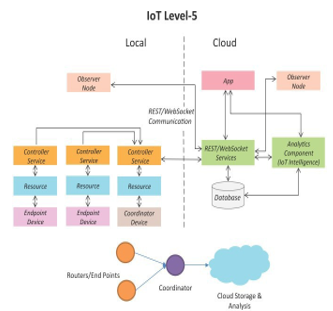 IoT Level-5
Local
Cloud
Observer
Node
App
Observer
Node
REST/WebSocket
Communication
Controller
Service
Controller
Service
Controller
Service
REST/WebSocket
Services
Analytics
Component
(IoT Intelligence)
Resource
Resource
Resource
Database
Endpoint
Device
Endpoint
Device
Coordinator
Device
Routers/End Points
Coordinator
Cloud Storage &
Analysis